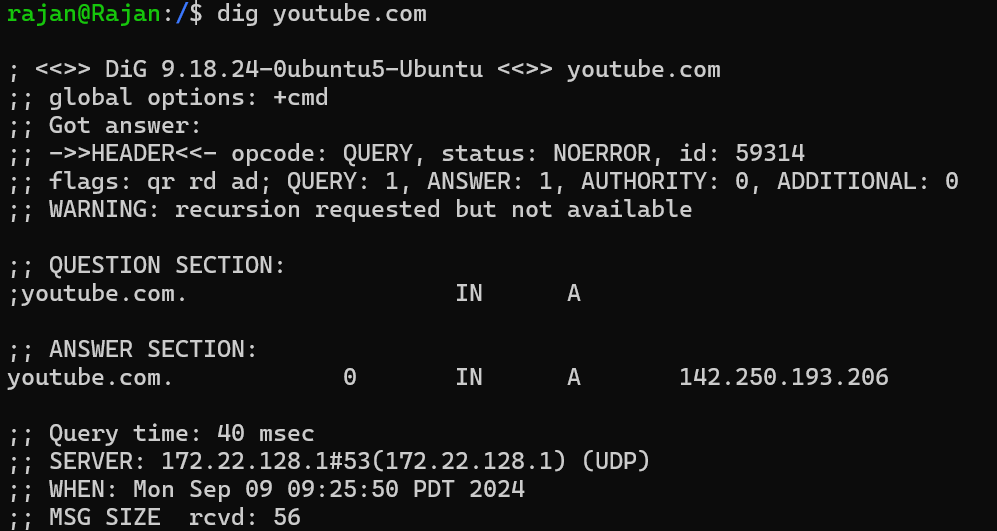 rajan@Rajan:/$ dig youtube.com
; <<>> DiG 9.18.24-0ubuntu5-Ubuntu <<>> youtube.com
;; global options: +cmd
;; Got answer:
;; ->>HEADER<<- opcode: QUERY, status: NOERROR, id: 59314
;; flags: qr rd ad; QUERY: 1, ANSWER: 1, AUTHORITY: 0, ADDITIONAL: 0
;; WARNING: recursion requested but not available
;; QUESTION SECTION:
;youtube.com. IN A
;; ANSWER SECTION:
youtube.com. 0 IN A 142.250.193.206
;; Query time: 40 msec
;; SERVER: 172.22.128.1#53(172.22.128.1) (UDP)
;; WHEN: Mon Sep 09 09:25:50 PDT 2024
;; MSG SIZE rcvd: 56